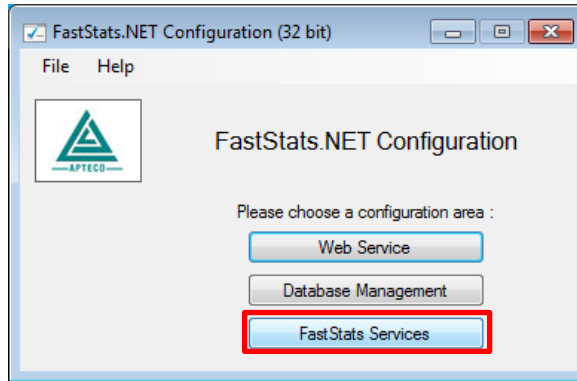 FastStats.NET Configuration (32 bit)
File Help
APTECO
FastStats.NET Configuration
Please choose a configuration area :
Web Service
Database Management
FastStats Services